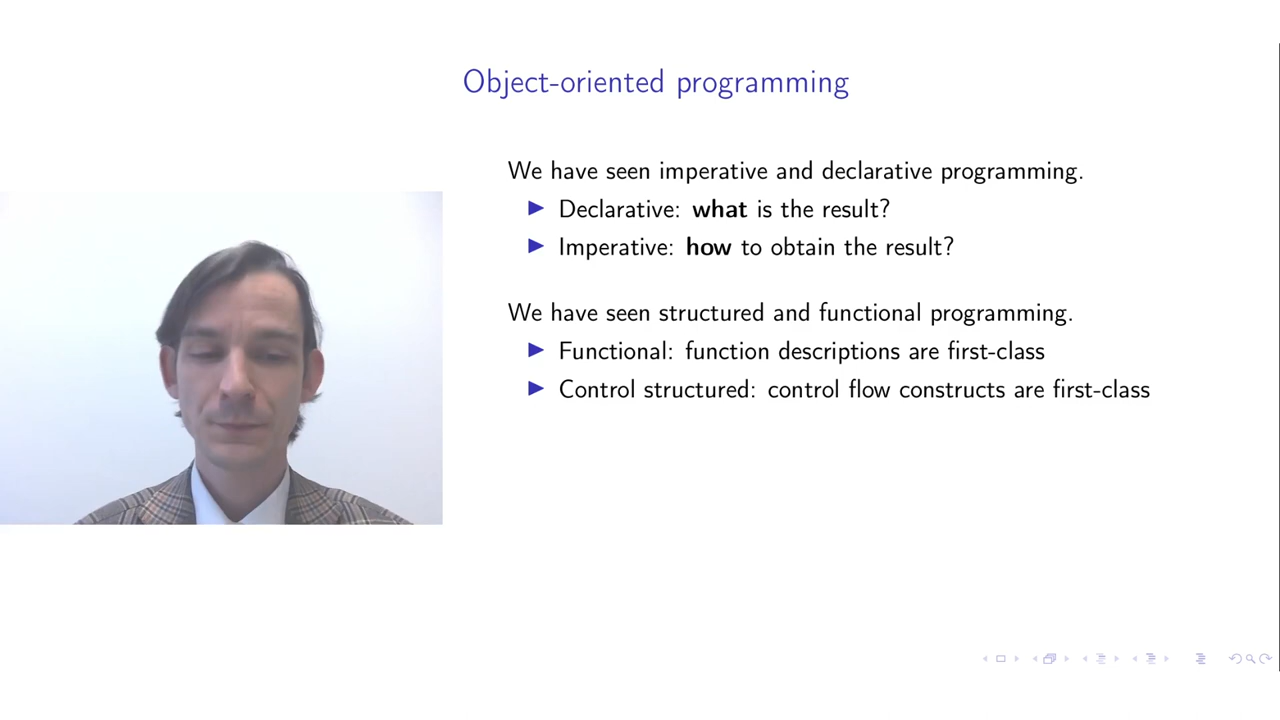 Object-oriented programming
We have seen imperative and declarative programming.
Declarative: what is the result?
Imperative: how to obtain the result?
We have seen structured and functional programming.
Functional: function descriptions are first-class
Control structured: control flow constructs are first-class